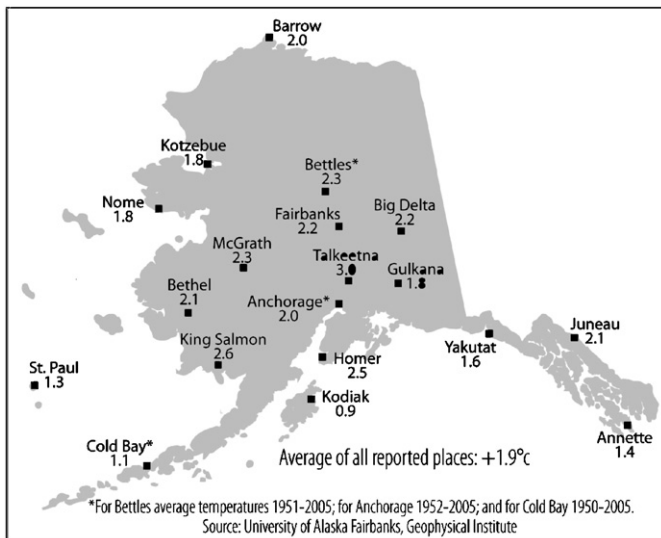 Barrow
2.0
Kotzebue
1.8
Bettles*
2.3
Nome
1.8
Fairbanks
2.2
Big Delta
2.2
McGrath
2.3
Talkeetna
3.0
Gulkana
1.8
Bethel
2.1
Anchorage*
2.0
King Salmon
2.6
Homer
2.5
Yakutat
1.6
Juneau
2.1
St. Paul
1.3
Kodiak
0.9
Annette
1.4
Cold Bay*
1.1
Average of all reported places: +1.9°c
*For Bettles average temperatures 1951-2005; for Anchorage 1952-2005; and for Cold Bay 1950-2005.
Source: University of Alaska Fairbanks, Geophysical Institute